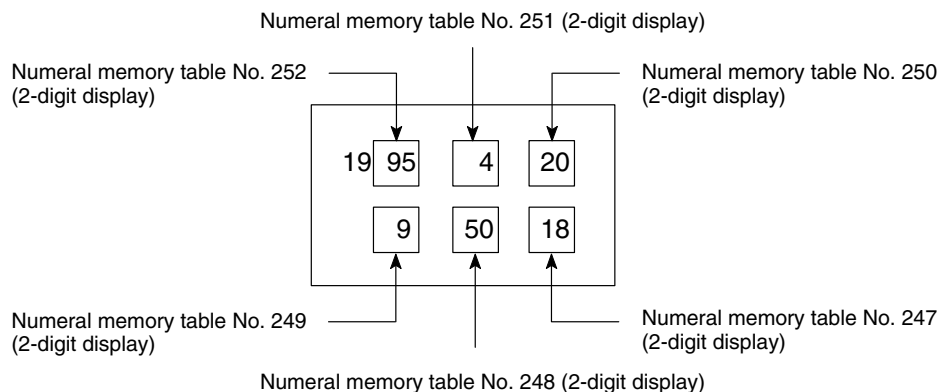 Numeral memory table No. 251 (2-digit display)
Numeral memory table No. 252
(2-digit display)
Numeral memory table No. 250
(2-digit display)
19 95 4 20
9 50 18
Numeral memory table No. 249
(2-digit display)
Numeral memory table No. 247
(2-digit display)
Numeral memory table No. 248 (2-digit display)